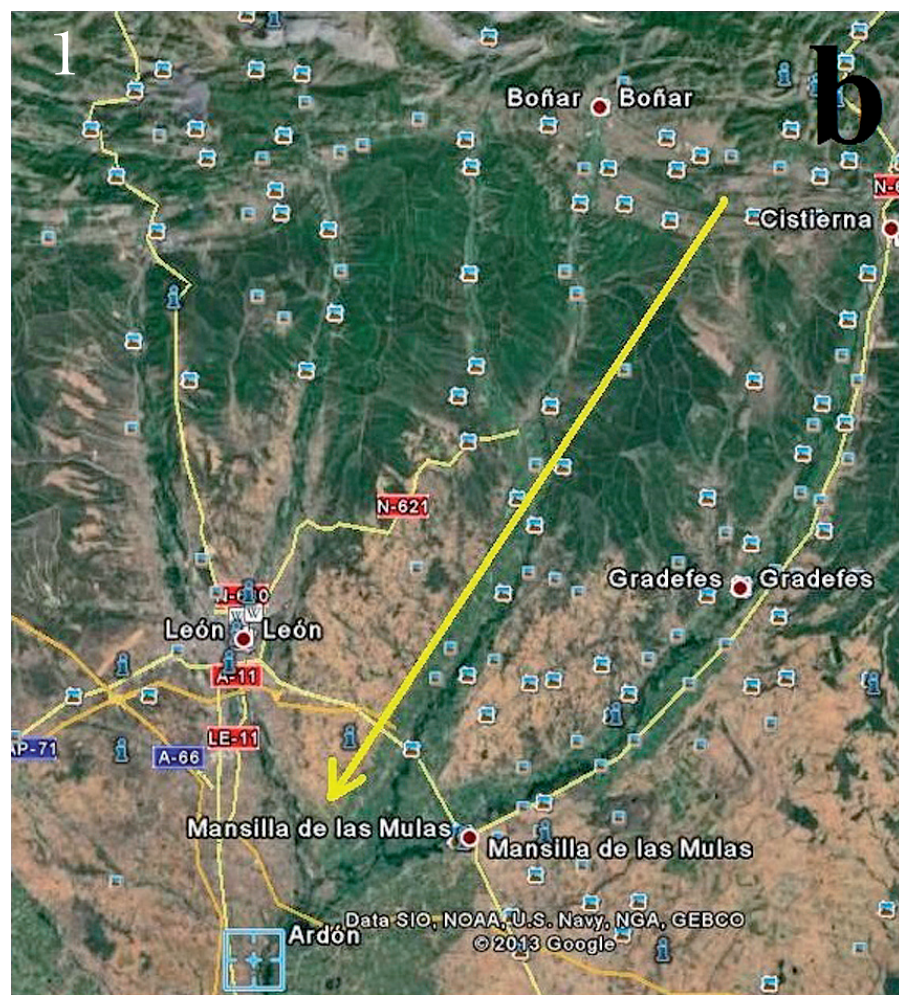 1
b
Boñar Boñar
Cistierna
N-621
Gradefes Gradefes
León León
A-11
LE-11
AP-71
A-66
Mansilla de las Mulas
Mansilla de las Mulas
Data SIO, NOAA, U.S. Navy, NGA, GEBCO
© 2013 Google
Ardón